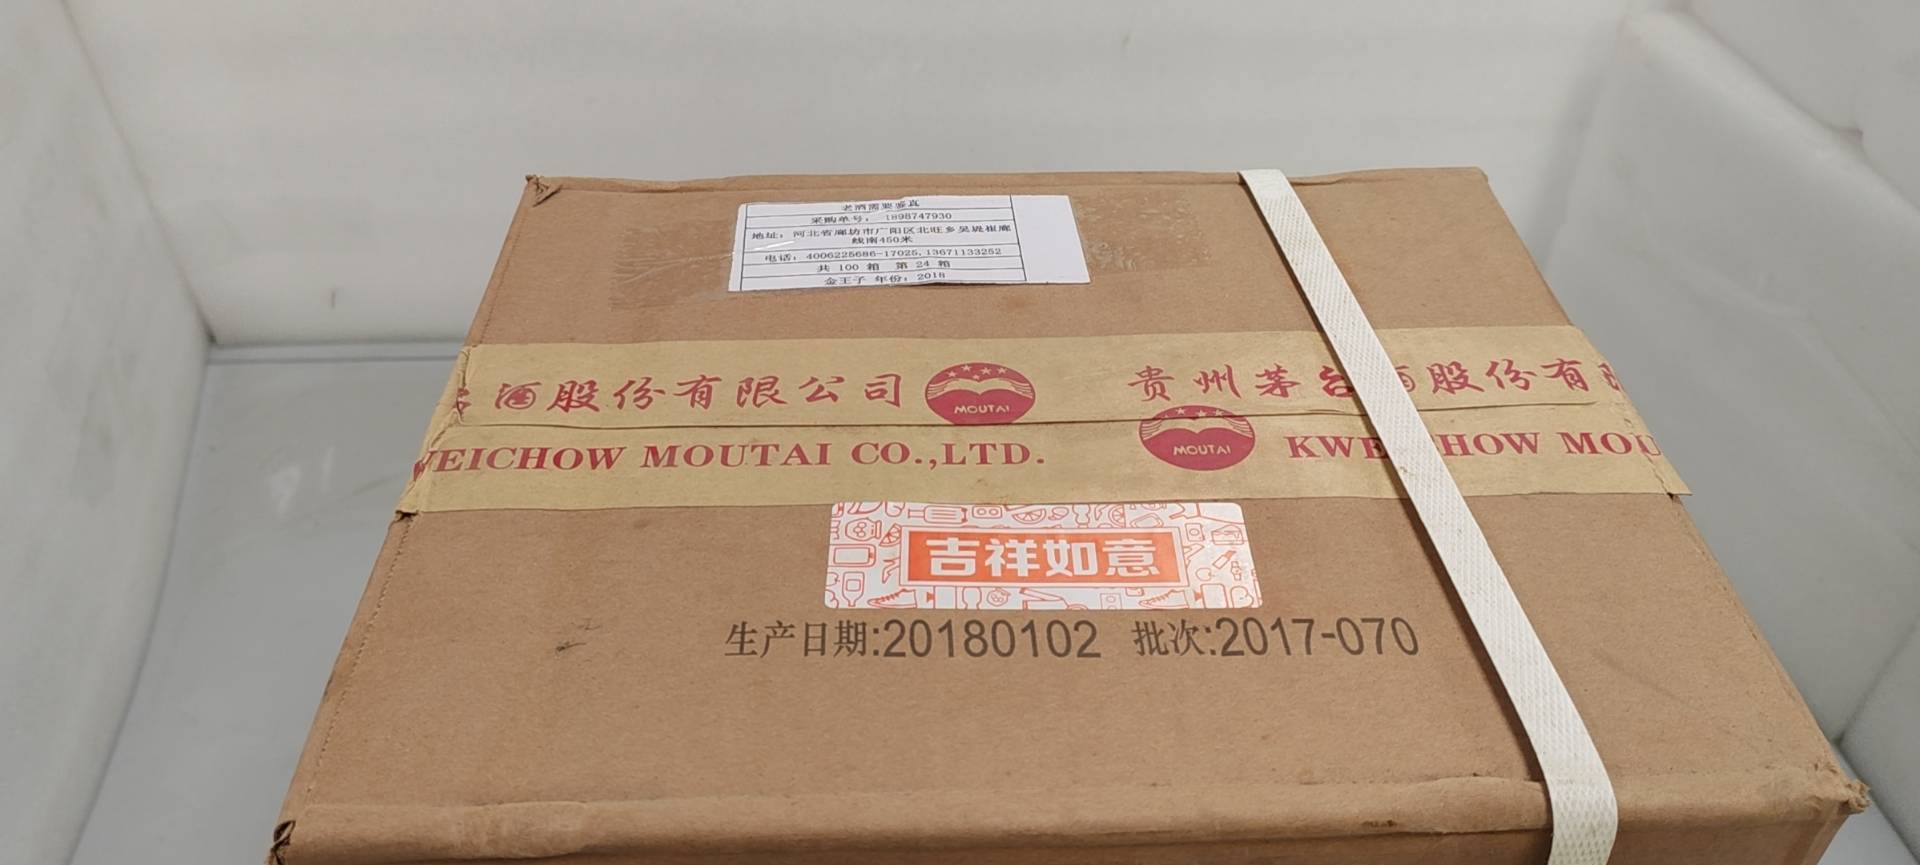 老酒需要鉴真
采购单号： 1898747930
地址：河北省廊坊市广阳区北旺乡吴堤崔廊
线南450米
电话：4006225686-17025,13671133252
共 100 箱 第 24 箱
金王子 年份：2018
酒股份有限公司 MOUTAI 贵州茅台酒股份有限
WEICHOW MOUTAI CO.,LTD. MOUTAI KWEICHOW MOU
吉祥如意
生产日期:20180102 批次:2017-070